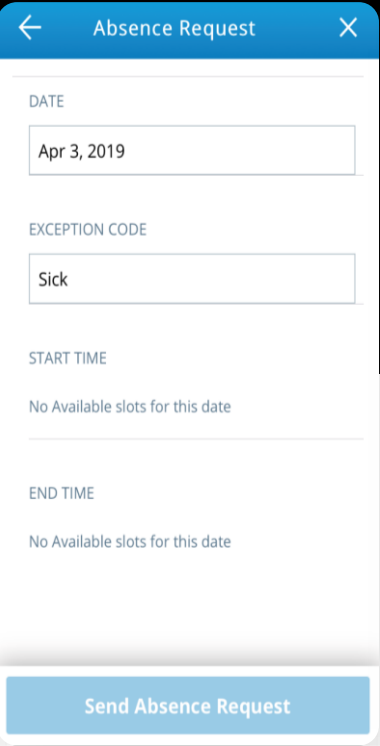 Absence Request
DATE
Apr 3, 2019
EXCEPTION CODE
Sick
START TIME
No Available slots for this date
END TIME
No Available slots for this date
Send Absence Request